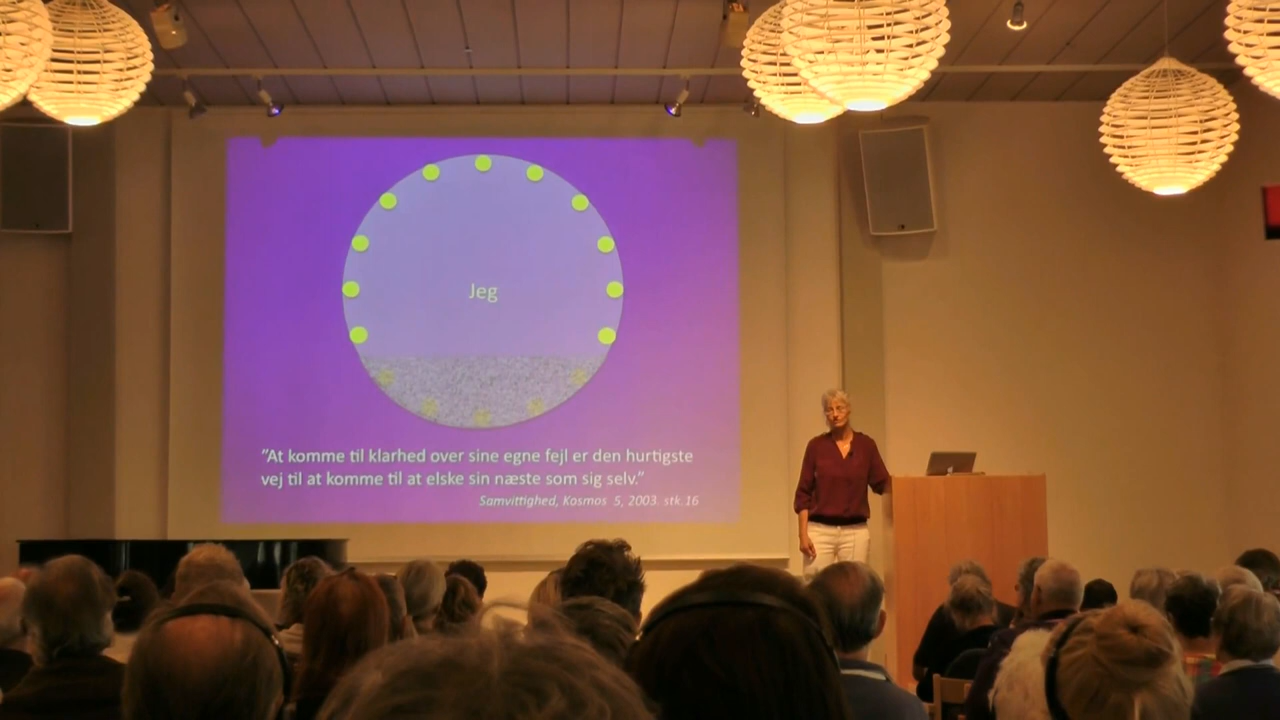 Jeg
”At komme til klarhed over sine egne fejl er den hurtigste
vej til at komme til at elske sin næste som sig selv.”
Samvittighed, Kosmos 5, 2003. stk.16